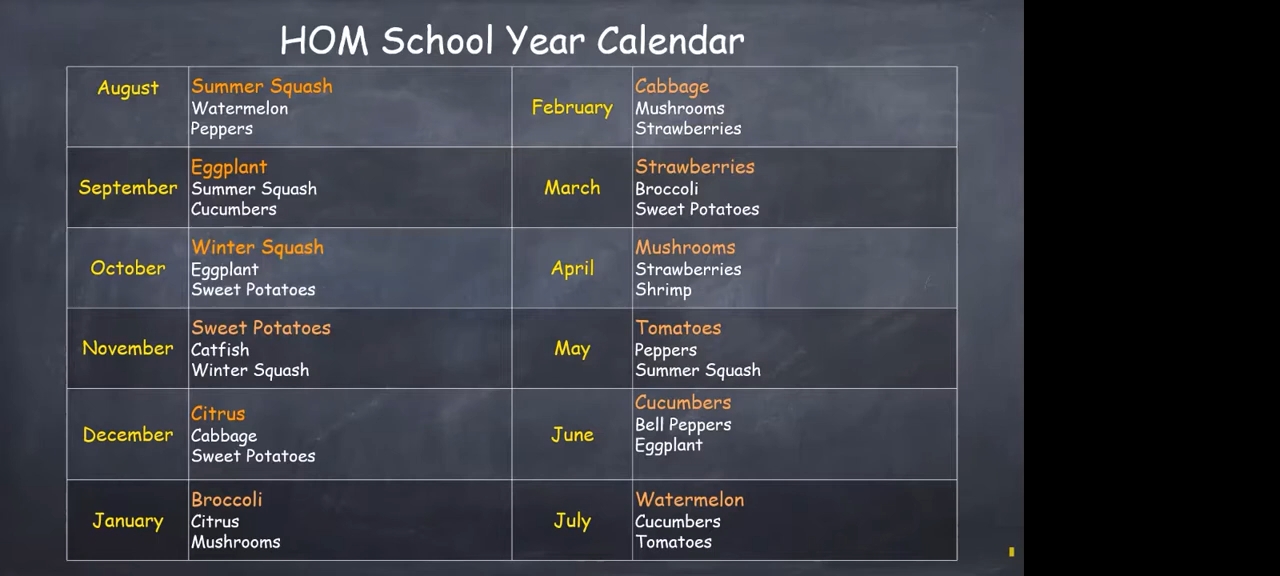 HOM School Year Calendar
August
Summer Squash
Watermelon
Peppers
February
Cabbage
Mushrooms
Strawberries
September
Eggplant
Summer Squash
Cucumbers
March
Strawberries
Broccoli
Sweet Potatoes
October
Winter Squash
Eggplant
Sweet Potatoes
April
Mushrooms
Strawberries
Shrimp
November
Sweet Potatoes
Catfish
Winter Squash
May
Tomatoes
Peppers
Summer Squash
December
Citrus
Cabbage
Sweet Potatoes
June
Cucumbers
Bell Peppers
Eggplant
January
Broccoli
Citrus
Mushrooms
July
Watermelon
Cucumbers
Tomatoes